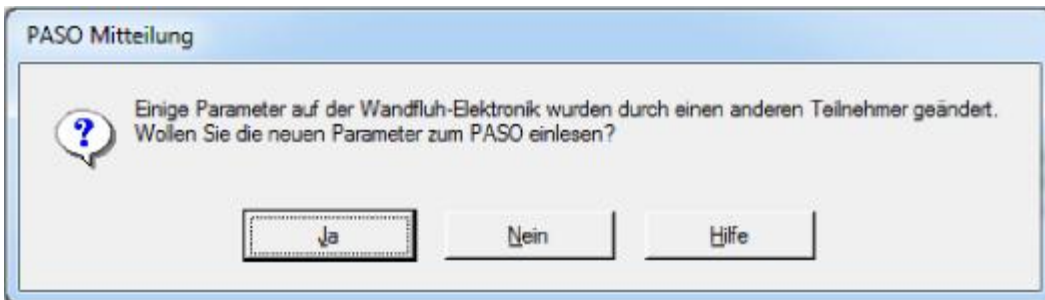 PASO Mitteilung
Einige Parameter auf der Wandfluh-Elektronik wurden durch einen anderen Teilnehmer geändert.
Wollen Sie die neuen Parameter zum PASO einlesen?
Ja
Nein
Hilfe